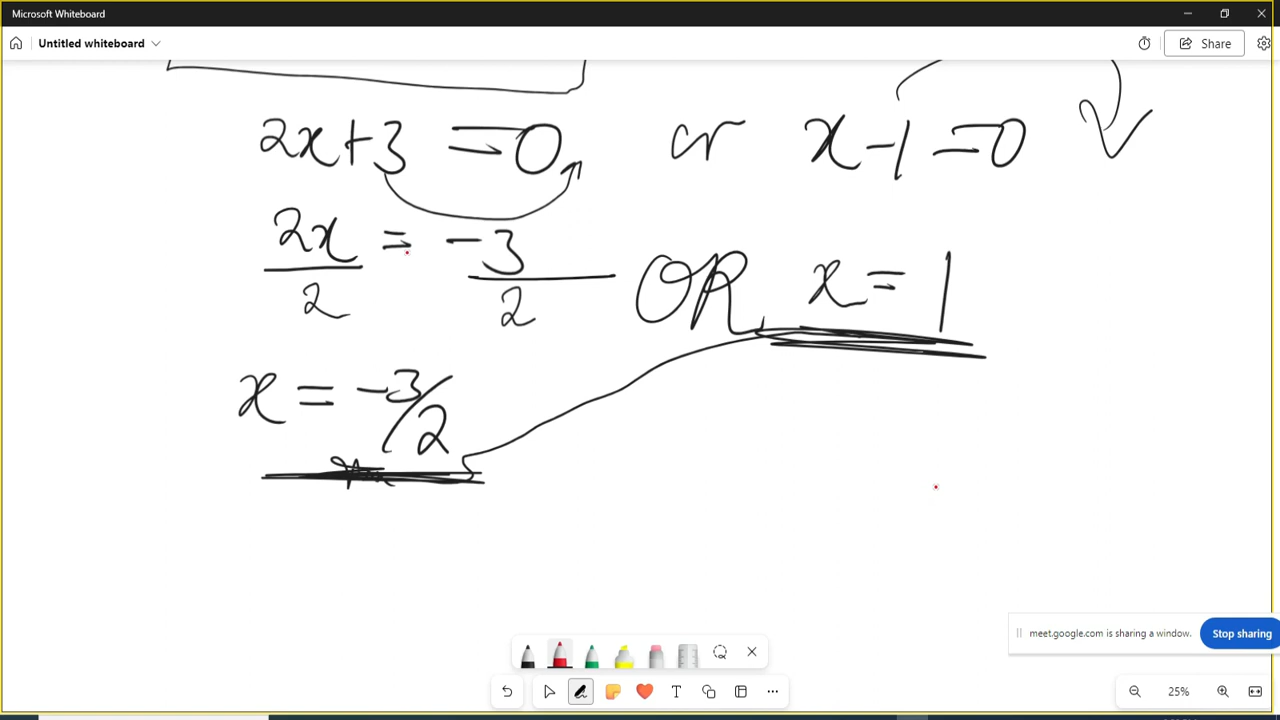 Microsoft Whiteboard
Untitled whiteboard
Share
2x+3 = 0 or x-1=0
2x = -3
2 2
OR x = 1
x = -3/2
meet.google.com is sharing a window.
Stop sharing
25%